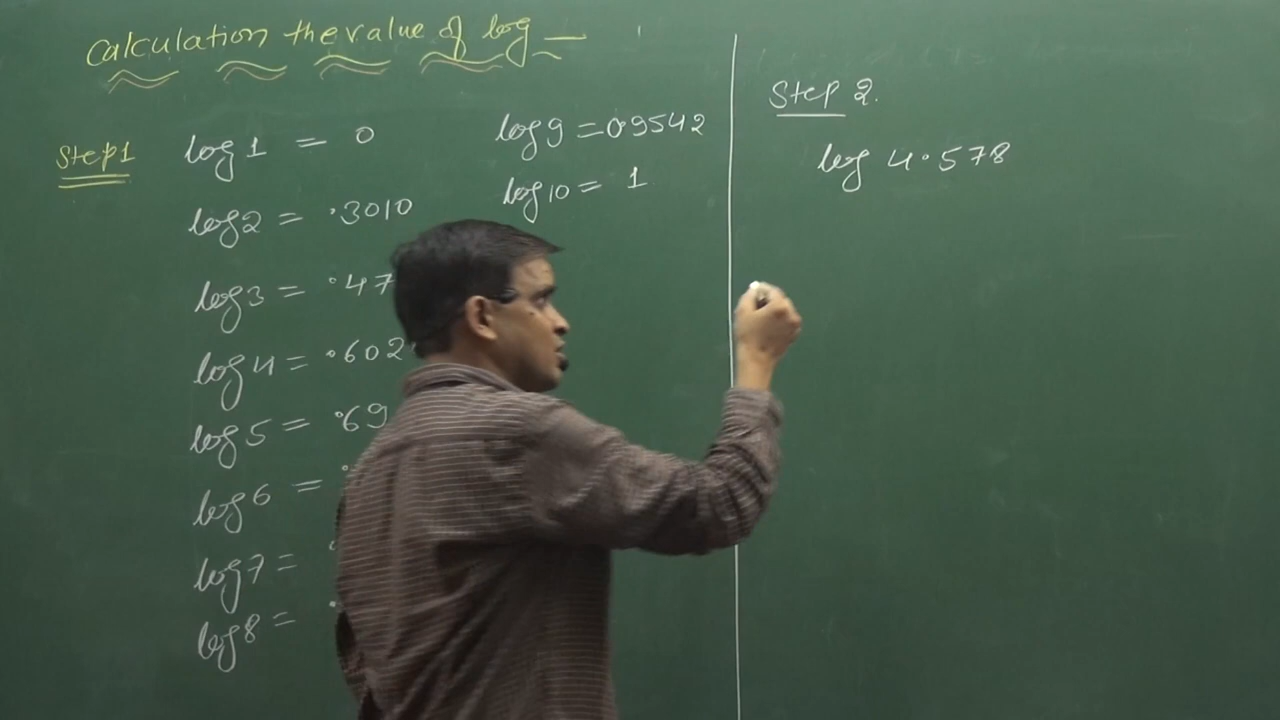 Calculation the value of log —
Step1
log 1 = 0
log 2 = .3010
log 3 = .47
log 4 = .602
log 5 = .69
log 6 = .
log 7 = .
log 8 = .
log 9 = 0.9542
log 10 = 1
Step 2.
log 4.578